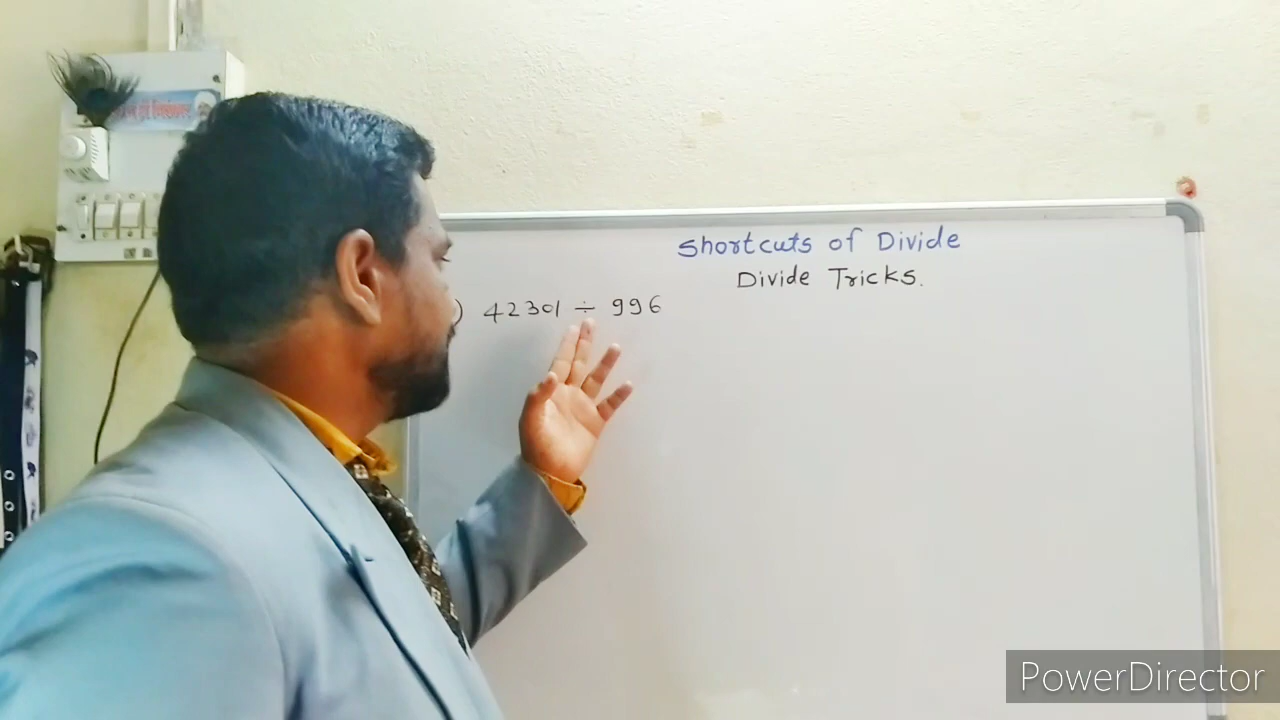 Shortcuts of Divide
Divide Tricks.
) 42301 ÷ 996
PowerDirector